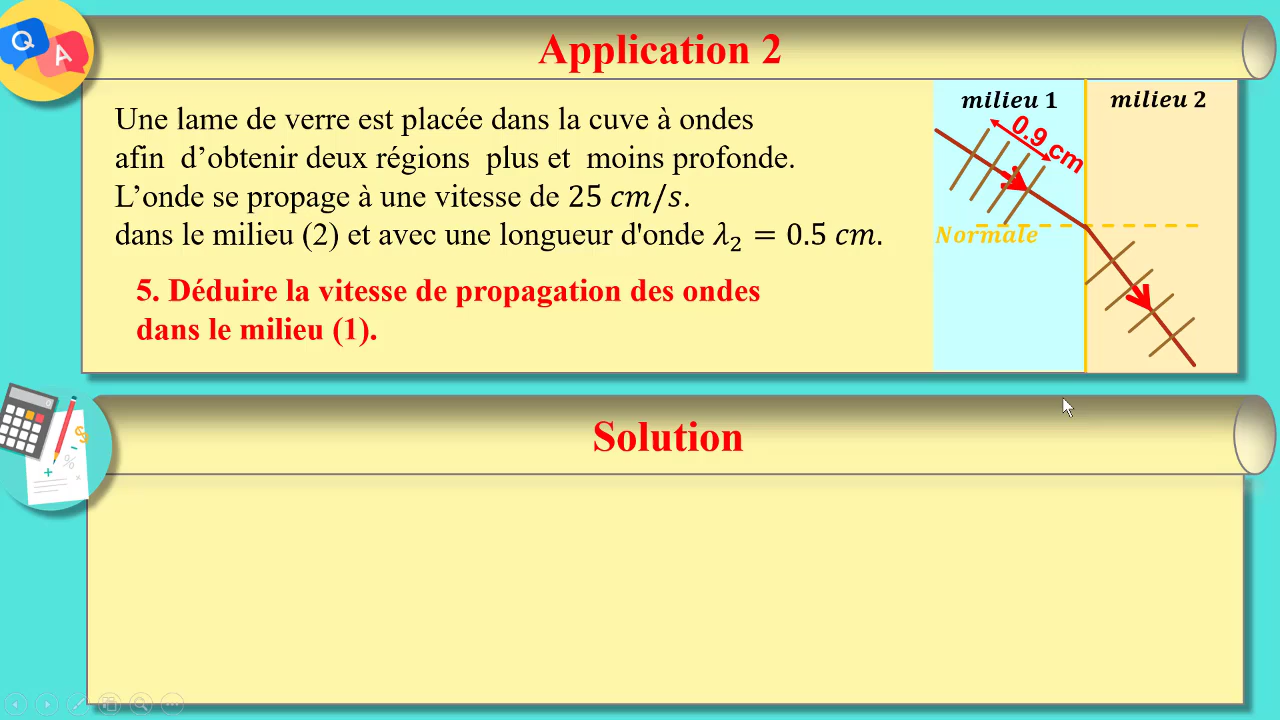 Q
A
Application 2
Une lame de verre est placée dans la cuve à ondes
afin d’obtenir deux régions plus et moins profonde.
L’onde se propage à une vitesse de 25 cm/s.
dans le milieu (2) et avec une longueur d'onde λ₂ = 0.5 cm.
5. Déduire la vitesse de propagation des ondes
dans le milieu (1).
milieu 1
milieu 2
0.9 cm
Normale
Solution